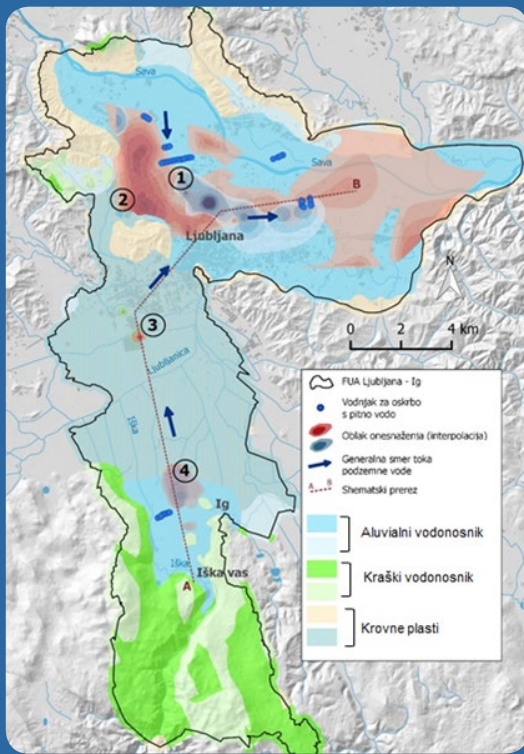 Sava
1
Sava
2
B
Ljubljana
N
3
0 2 4 km
Ljubljanica
Iška
4
Ig
Iška
Iška vas
A
FUA Ljubljana - Ig
Vodnjak za oskrbo
s pitno vodo
Oblak onesnaženja (interpolacija)
Generalna smer toka
podzemne vode
A B
Shematski prerez
Aluvialni vodonosnik
Kraški vodonosnik
Krovne plasti